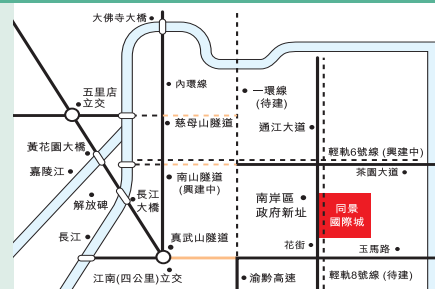 大佛寺大橋
五里店
立交
內環線
一環線
(待建)
慈母山隧道
通江大道
黃花園大橋
輕軌6號線 (興建中)
嘉陵江
南山隧道
(興建中)
茶園大道
解放碑
長江
大橋
南岸區
政府新址
同景
國際城
長江
真武山隧道
花街
玉馬路
江南(四公里)立交
渝黔高速
輕軌8號線 (待建)